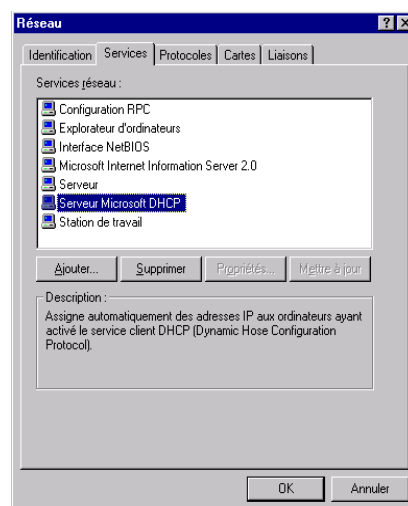 Réseau
Identification Services Protocoles Cartes Liaisons
Services réseau :
Configuration RPC
Explorateur d'ordinateurs
Interface NetBIOS
Microsoft Internet Information Server 2.0
Serveur
Serveur Microsoft DHCP
Station de travail
Ajouter... Supprimer Propriétés... Mettre à jour
Description :
Assigne automatiquement des adresses IP aux ordinateurs ayant
activé le service client DHCP (Dynamic Hose Configuration
Protocol).
OK Annuler